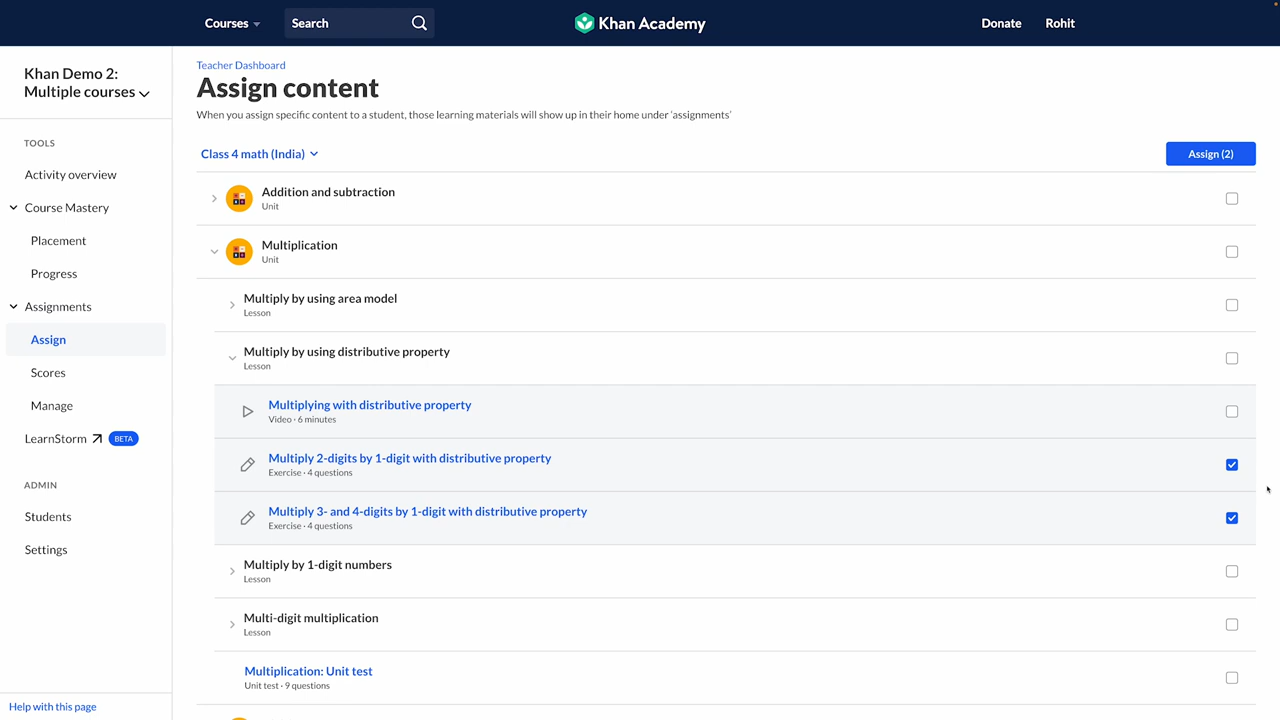 Courses
Search
Khan Academy
Donate
Rohit
Khan Demo 2:
Multiple courses
TOOLS
Activity overview
Course Mastery
Placement
Progress
Assignments
Assign
Scores
Manage
LearnStorm BETA
ADMIN
Students
Settings
Help with this page
Teacher Dashboard
Assign content
When you assign specific content to a student, those learning materials will show up in their home under 'assignments'
Class 4 math (India)
Assign (2)
Addition and subtraction
Unit
Multiplication
Unit
Multiply by using area model
Lesson
Multiply by using distributive property
Lesson
Multiplying with distributive property
Video · 6 minutes
Multiply 2-digits by 1-digit with distributive property
Exercise · 4 questions
Multiply 3- and 4-digits by 1-digit with distributive property
Exercise · 4 questions
Multiply by 1-digit numbers
Lesson
Multi-digit multiplication
Lesson
Multiplication: Unit test
Unit test · 9 questions